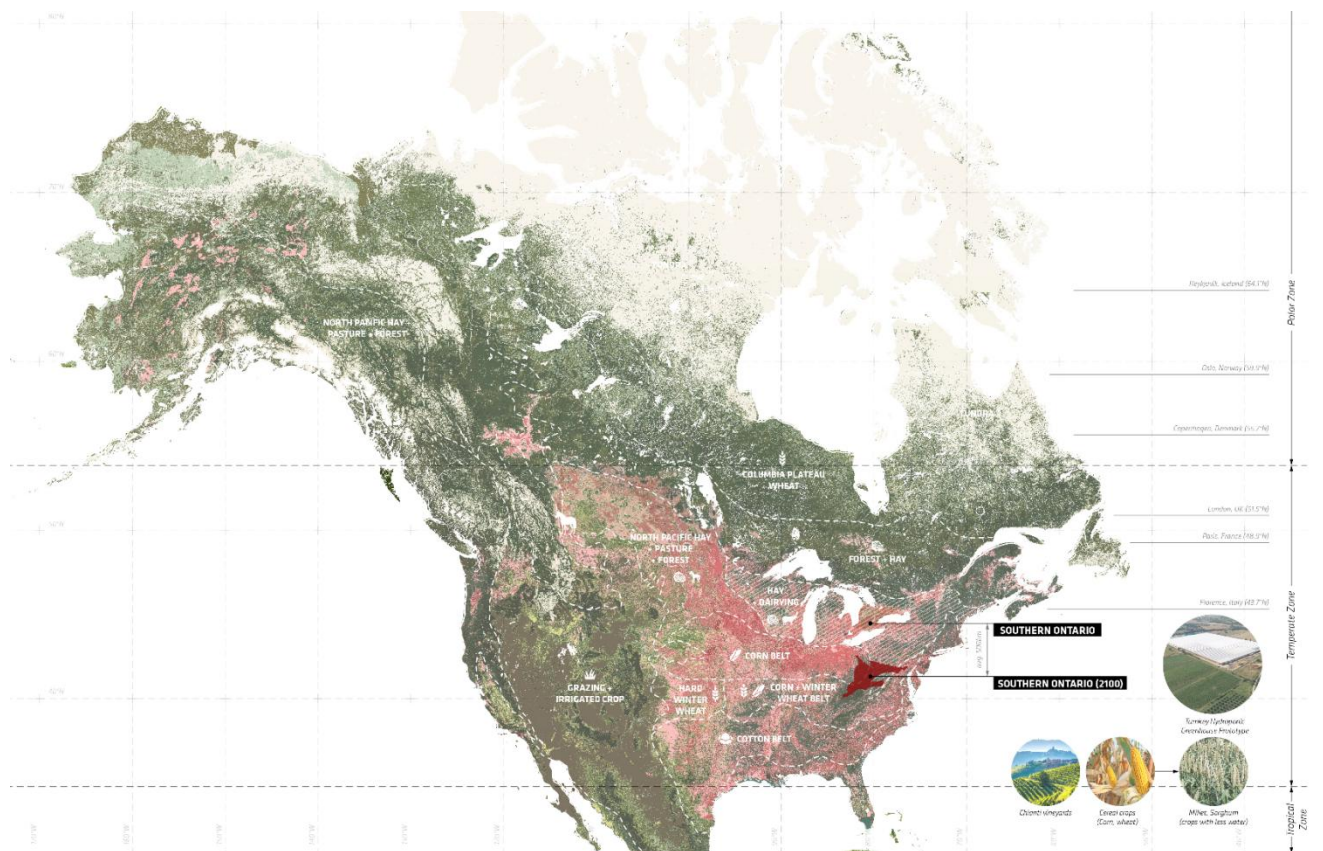 Reykjavik, Iceland (64.1°N)
Polar Zone
NORTH PACIFIC HAY -
PASTURE + FOREST
Oslo, Norway (59.9°N)
TUNDRA
Copenhagen, Denmark (55.7°N)
COLUMBIA PLATEAU
WHEAT
London, UK (51.5°N)
NORTH PACIFIC HAY
- PASTURE
+ FOREST
Paris, France (48.9°N)
FOREST + HAY
HAY
- DAIRYING
Florence, Italy (43.7°N)
Temperate Zone
SOUTHERN ONTARIO
CORN BELT
SOUTHERN ONTARIO (2100)
GRAZING +
IRRIGATED CROP
HARD
WINTER
WHEAT
CORN + WINTER
WHEAT BELT
COTTON BELT
Turnkey Hydroponic
Greenhouse Prototype
Chianti vineyards
Cereal crops
(Corn, wheat)
Millet, Sorghum
(crops with less water)
Tropical
Zone